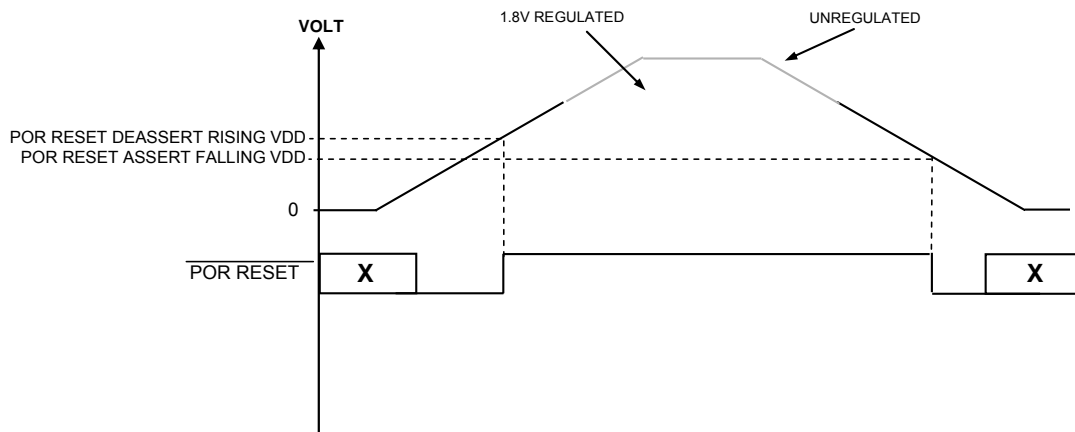 1.8V REGULATED
UNREGULATED
VOLT
POR RESET DEASSERT RISING VDD
POR RESET ASSERT FALLING VDD
0
POR RESET
X
X